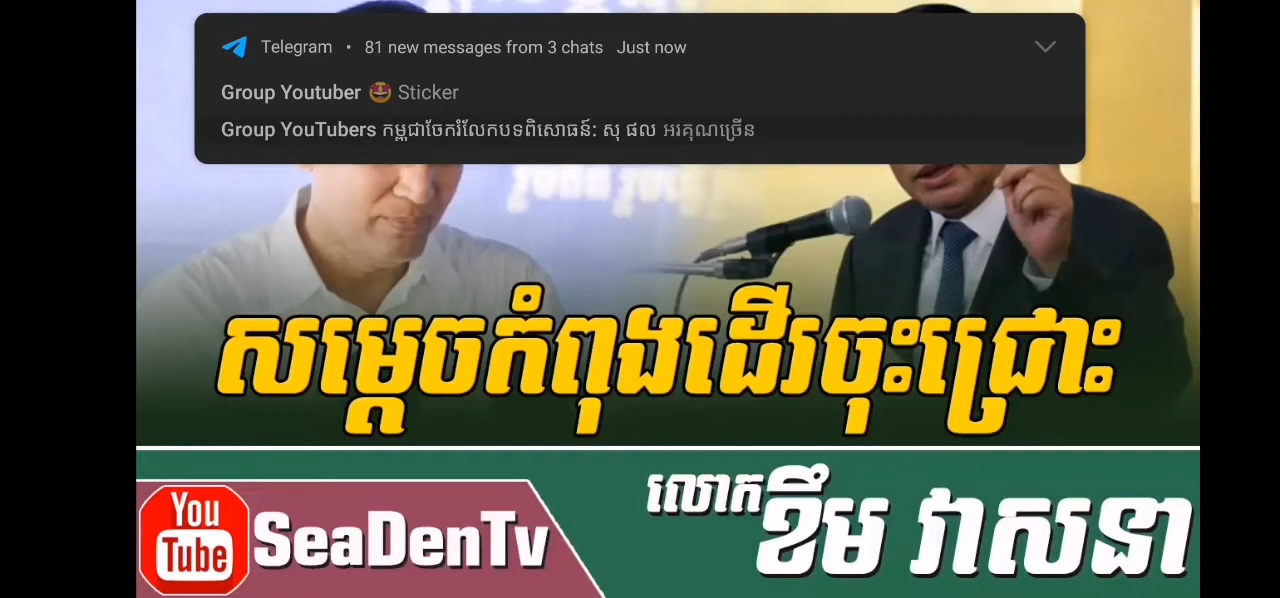 Telegram • 81 new messages from 3 chats Just now
Group Youtuber 🤩 Sticker
Group YouTubers កម្ពុជាចែករំលែកបទពិសោធន៍: សុ ផល អរគុណច្រើន
សម្ដេចកំពុងដើរចុះជ្រោះ
លោក
ខឹម វាសនា
You
Tube
SeaDenTv